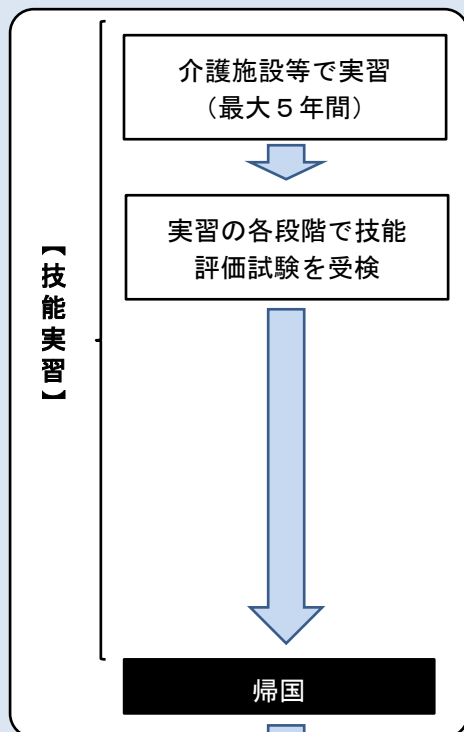 介護施設等で実習
（最大５年間）
実習の各段階で技能
評価試験を受検
【技能実習】
帰国